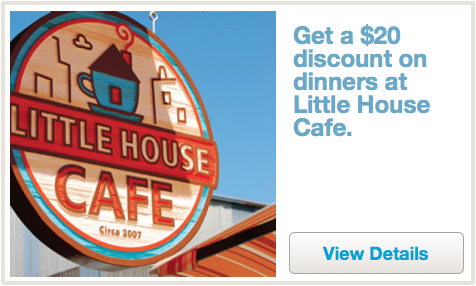 LITTLE HOUSE
CAFE
Circa 2007
Get a $20
discount on
dinners at
Little House
Cafe.
View Details